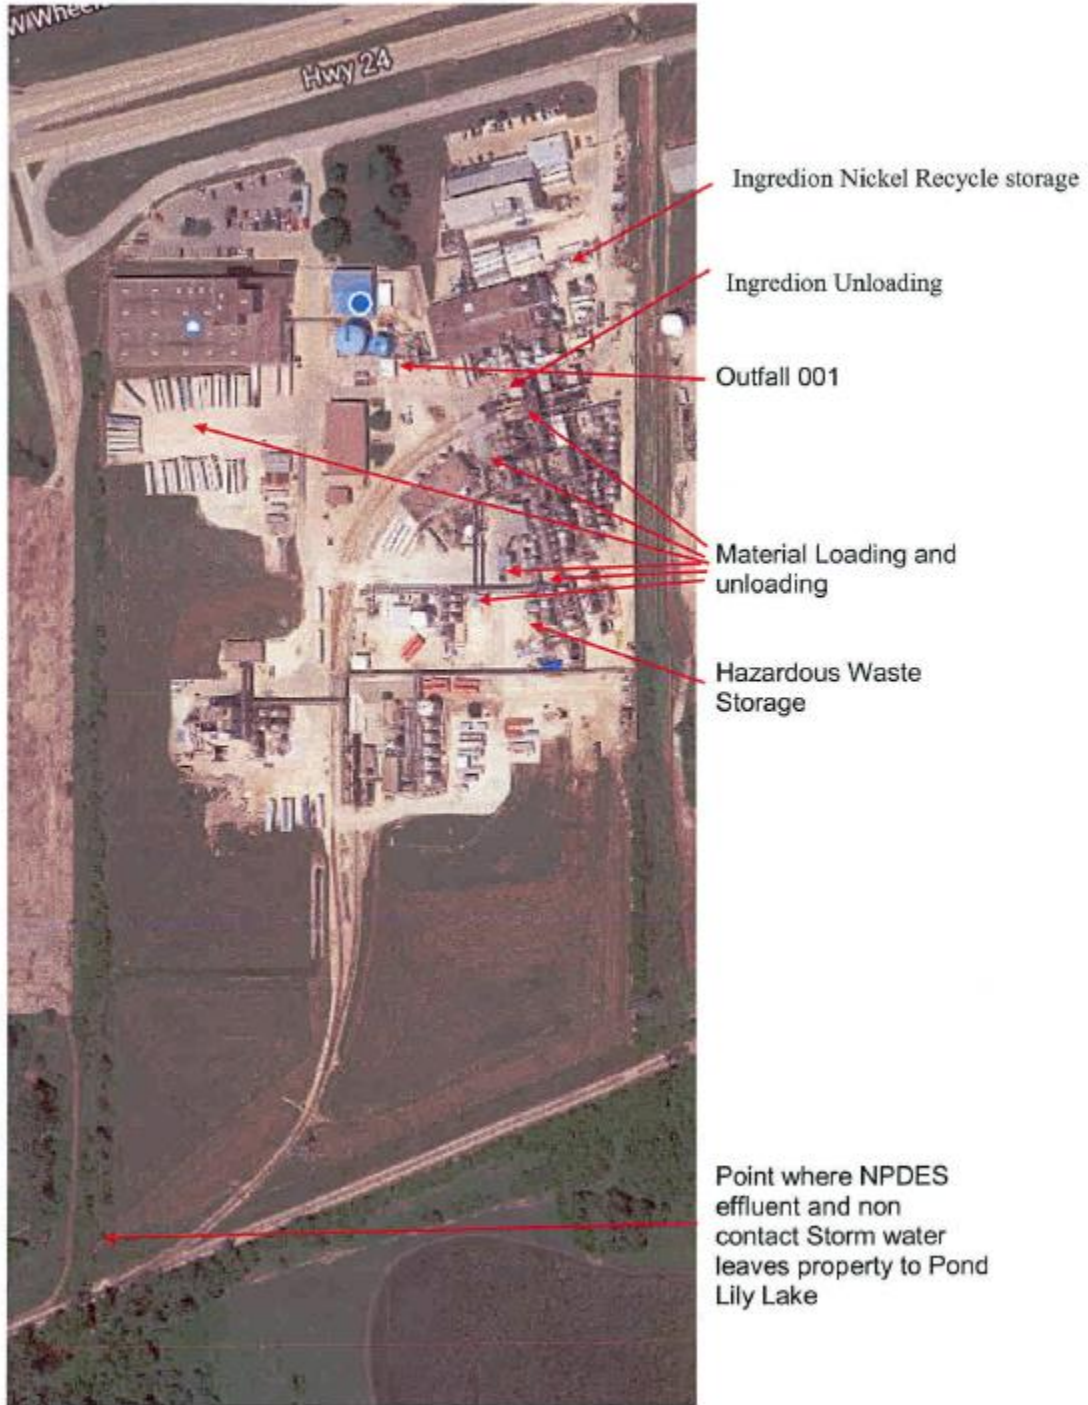 Hwy 24
Ingredion Nickel Recycle storage
Ingredion Unloading
Outfall 001
Material Loading and
unloading
Hazardous Waste
Storage
Point where NPDES
effluent and non
contact Storm water
leaves property to Pond
Lily Lake